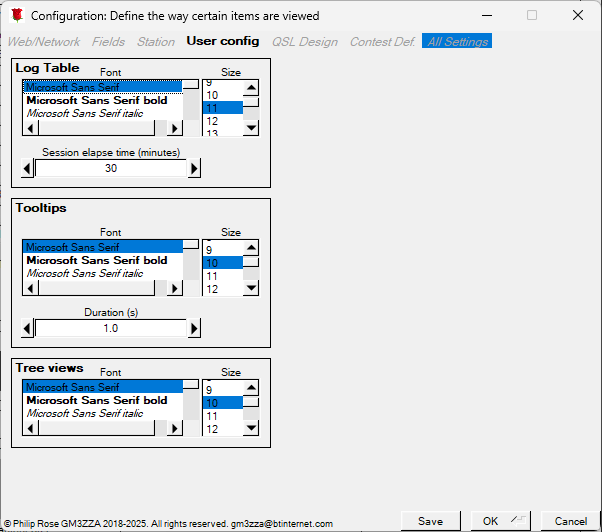 Configuration: Define the way certain items are viewed
Web/Network Fields Station User config QSL Design Contest Def. All Settings
Log Table
Font Size
Microsoft Sans Serif
Microsoft Sans Serif bold
Microsoft Sans Serif italic
9
10
11
12
13
Session elapse time (minutes)
30
Tooltips
Font Size
Microsoft Sans Serif
Microsoft Sans Serif bold
Microsoft Sans Serif italic
9
10
11
12
Duration (s)
1.0
Tree views
Font Size
Microsoft Sans Serif
Microsoft Sans Serif bold
Microsoft Sans Serif italic
9
10
11
12
© Philip Rose GM3ZZA 2018-2025. All rights reserved. gm3zza@btinternet.com
Save OK Cancel